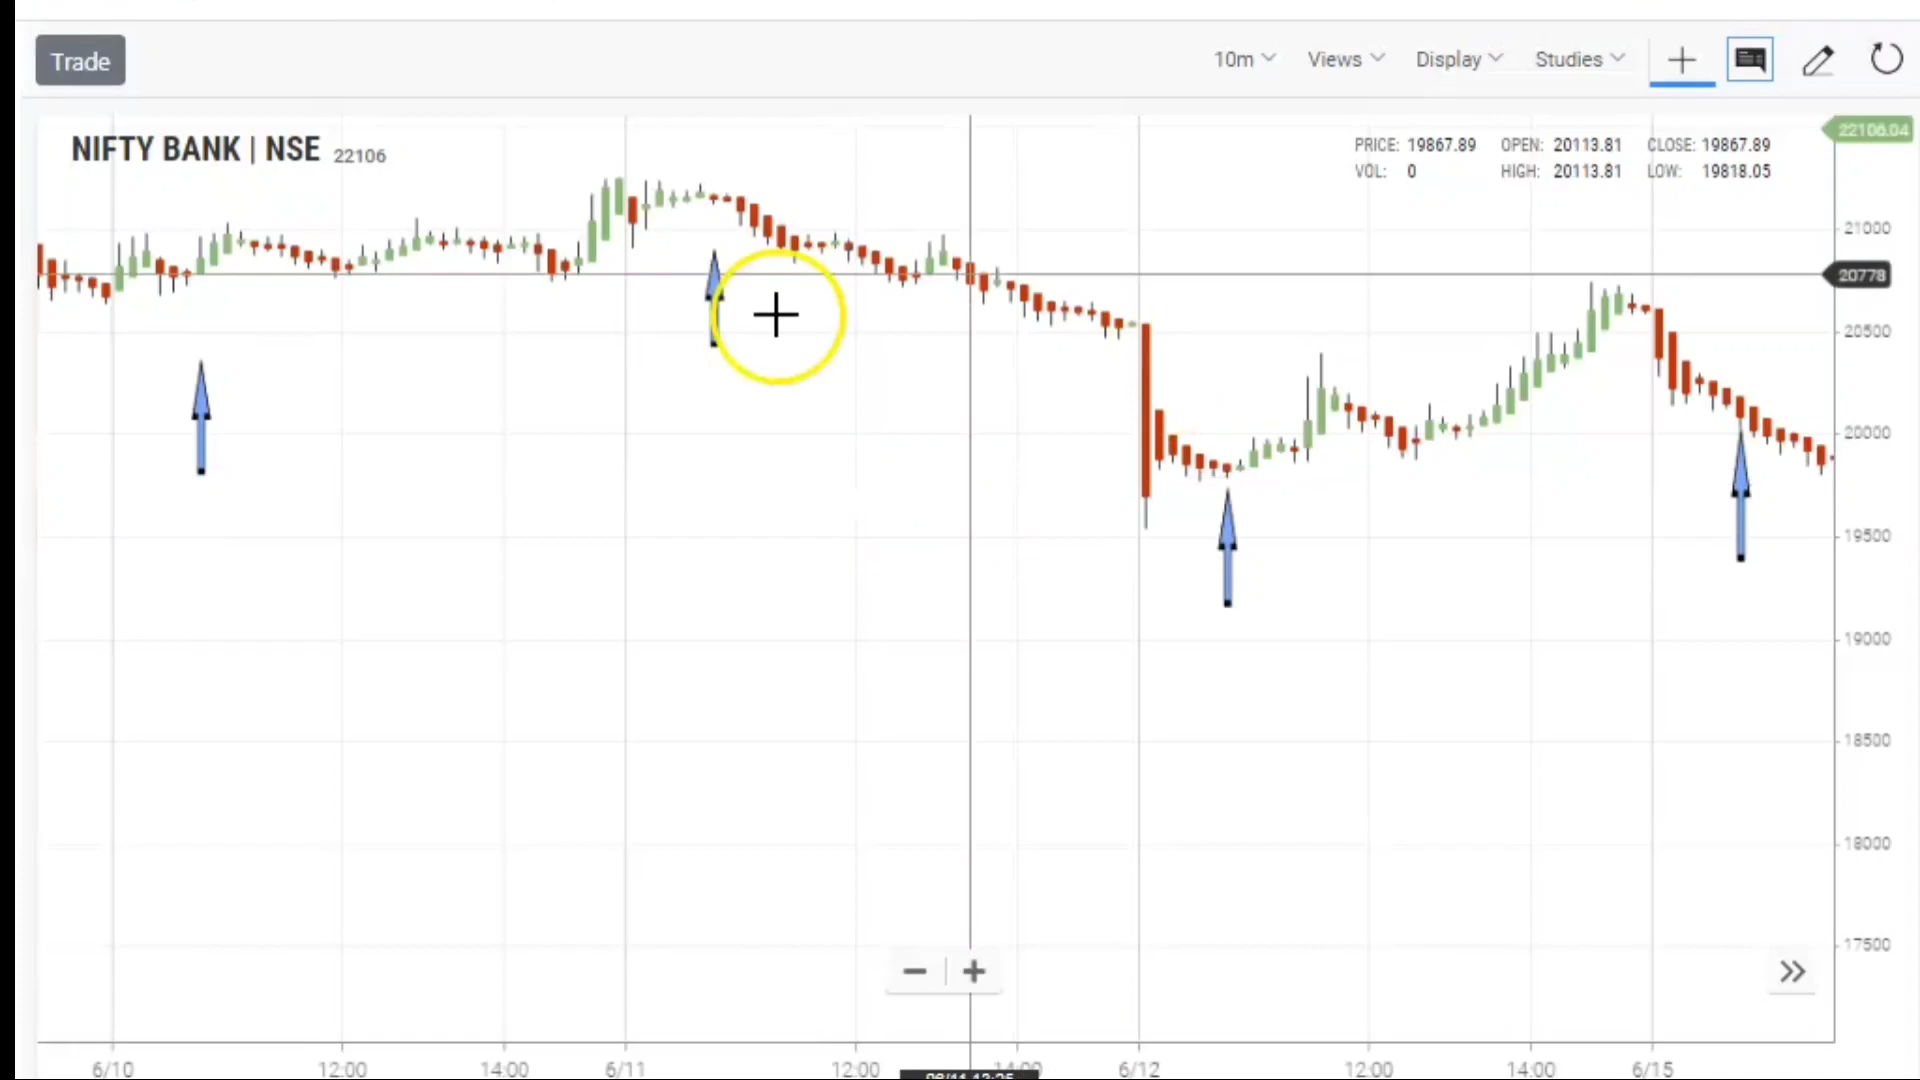 Trade
10m Views Display Studies
22106.04
NIFTY BANK | NSE 22106
PRICE: 19867.89 OPEN: 20113.81 CLOSE: 19867.89
VOL: 0 HIGH: 20113.81 LOW: 19818.05
21000
20778
20500
20000
19500
19000
18500
18000
17500
6/10 12:00 14:00 6/11 12:00 14:00 6/12 12:00 14:00 6/15